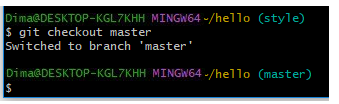 Dima@DESKTOP-KGL7KHH MINGW64 ~/hello (style)
$ git checkout master
Switched to branch 'master'
Dima@DESKTOP-KGL7KHH MINGW64 ~/hello (master)
$